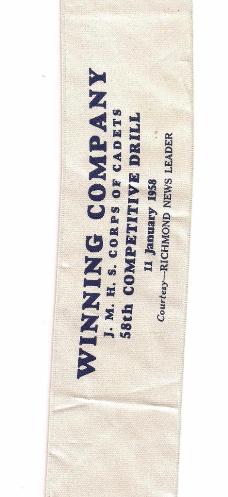 WINNING COMPANY
J. M. H. S. CORPS OF CADETS
58th COMPETITIVE DRILL
11 January 1958
Courtesy—RICHMOND NEWS LEADER